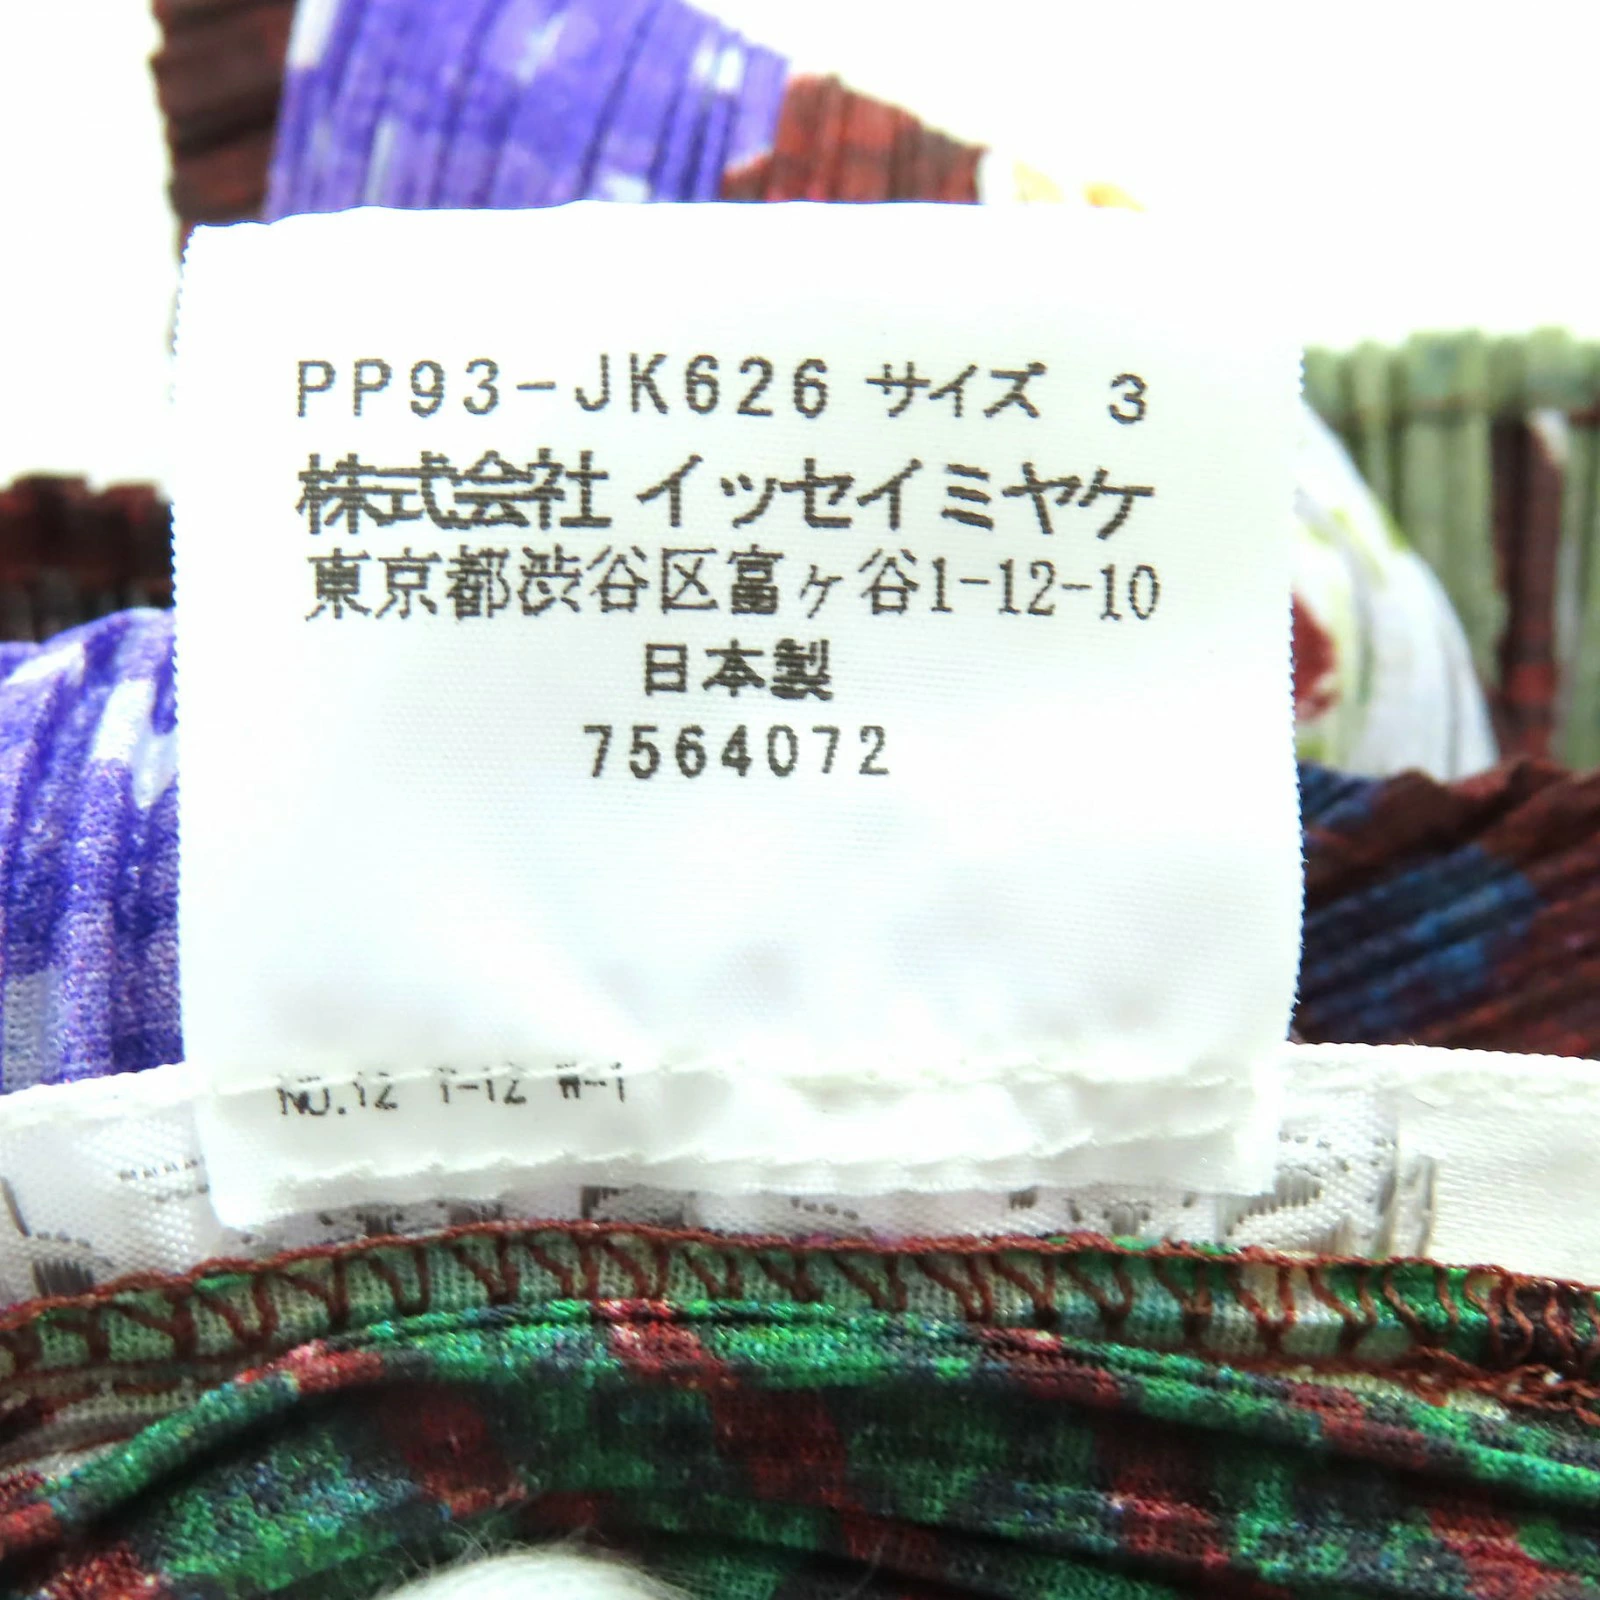 PP93-JK626 サイズ 3
株式会社 イッセイミヤケ
東京都渋谷区富ヶ谷1-12-10
日本製
7564072
NO.12 T-12 W-1